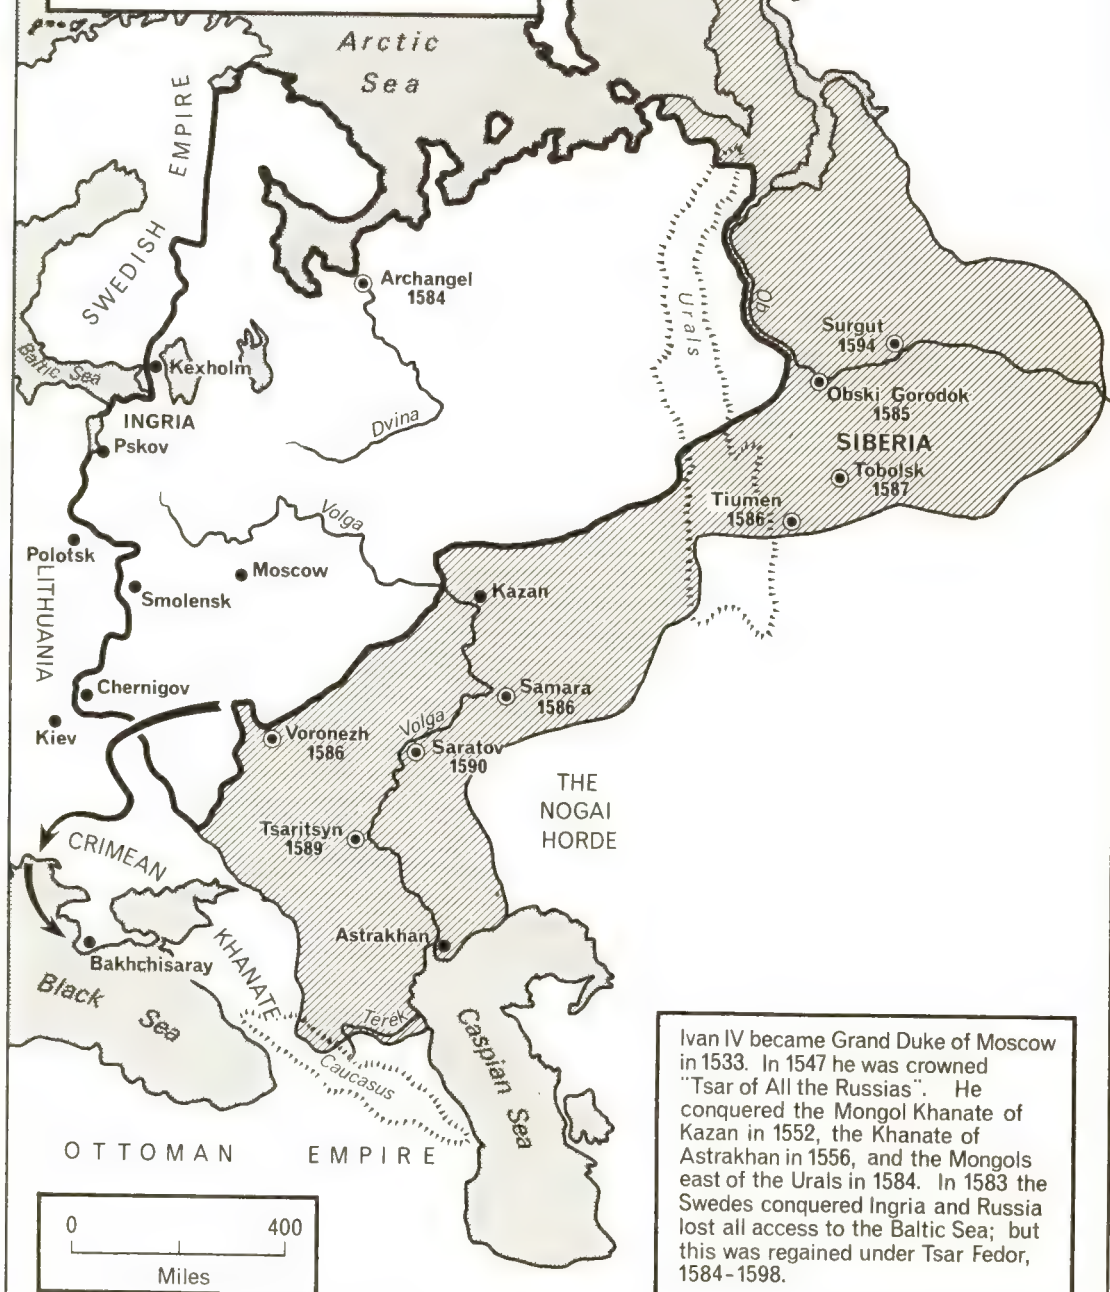 Arctic
Sea
SWEDISH EMPIRE
Archangel
1584
Urals
Ob
Surgut
1594
Baltic Sea
Kexholm
Obski Gorodok
1585
INGRIA
Dvina
Pskov
SIBERIA
Tobolsk
1587
Tiumen
1586
Volga
Polotsk
Moscow
LITHUANIA
Smolensk
Kazan
Chernigov
Samara
1586
Kiev
Voronezh
1586
Volga
Saratov
1590
THE
NOGAI
HORDE
Tsaritsyn
1589
CRIMEAN
KHANATE
Astrakhan
Bakhchisaray
Black
Sea
Terek
Caspian Sea
Caucasus
OTTOMAN EMPIRE
0 400
Miles
Ivan IV became Grand Duke of Moscow
in 1533. In 1547 he was crowned
"Tsar of All the Russias". He
conquered the Mongol Khanate of
Kazan in 1552, the Khanate of
Astrakhan in 1556, and the Mongols
east of the Urals in 1584. In 1583 the
Swedes conquered Ingria and Russia
lost all access to the Baltic Sea; but
this was regained under Tsar Fedor,
1584-1598.